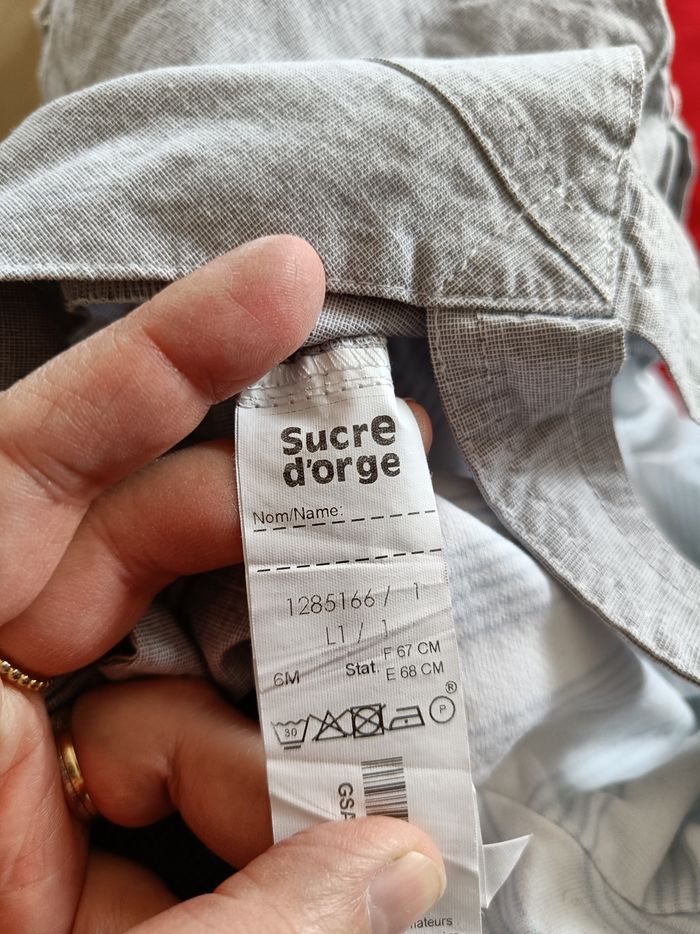 Sucre
d'orge
Nom/Name:
1285166 / 1
L1 / 1
6M Stat. F 67 CM
E 68 CM
®
30 P
GSA